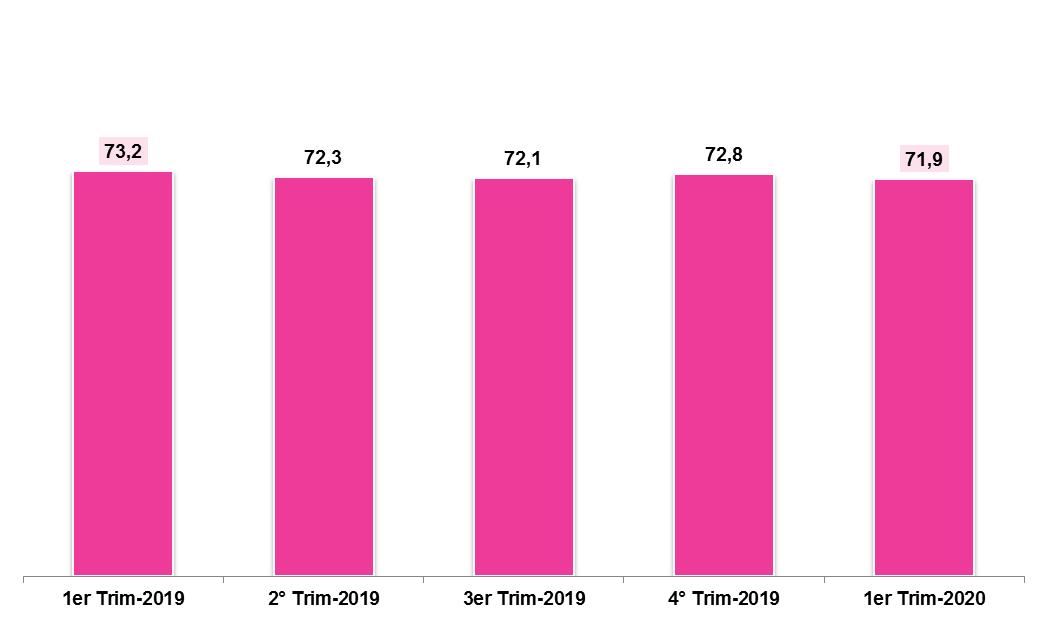 73,2
72,3
72,1
72,8
71,9
1er Trim-2019
2° Trim-2019
3er Trim-2019
4° Trim-2019
1er Trim-2020